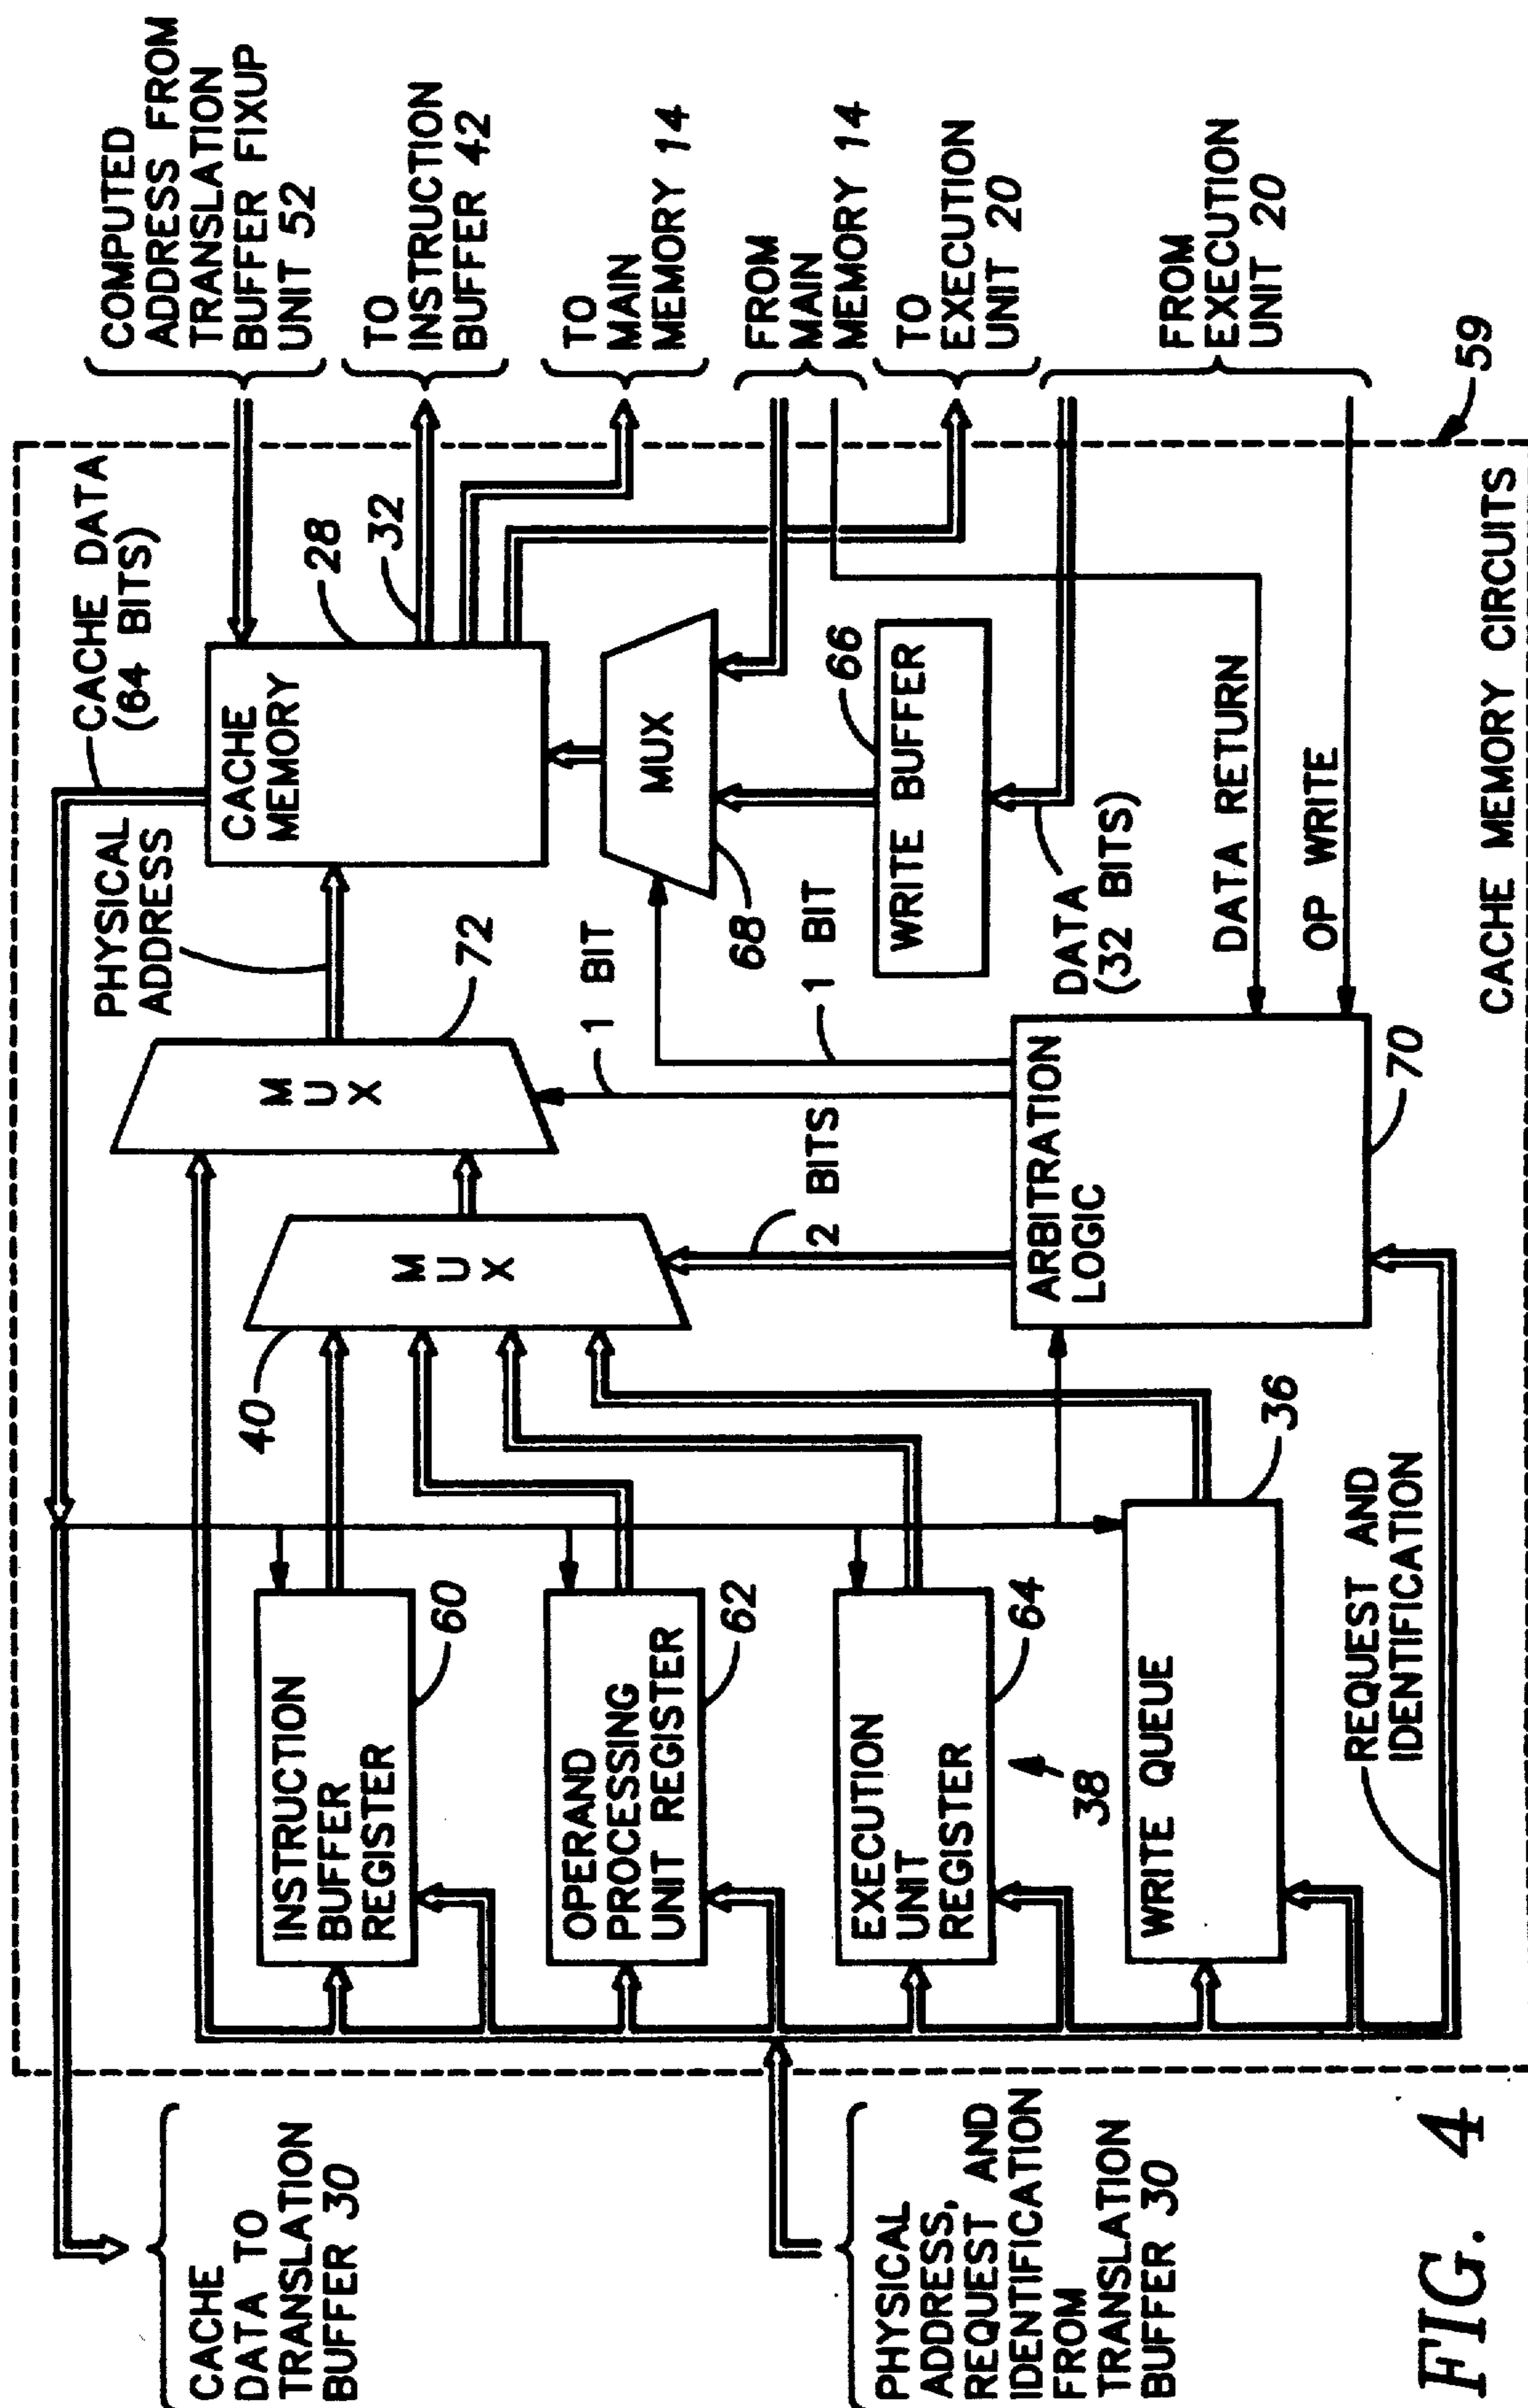 CACHE
DATA TO
TRANSLATION
BUFFER 30
PHYSICAL
ADDRESS,
REQUEST AND
IDENTIFICATION
FROM
TRANSLATION
BUFFER 30
INSTRUCTION
BUFFER
REGISTER
60
OPERAND
PROCESSING
UNIT REGISTER
62
EXECUTION
UNIT
REGISTER
64
38
WRITE QUEUE
36
REQUEST AND
IDENTIFICATION
40
MUX
2 BITS
MUX
72
1 BIT
1 BIT
PHYSICAL
ADDRESS
ARBITRATION
LOGIC
70
CACHE DATA
(64 BITS)
CACHE
MEMORY
28
32
MUX
68
WRITE BUFFER
66
DATA
(32 BITS)
DATA RETURN
OP WRITE
CACHE MEMORY CIRCUITS
59
COMPUTED
ADDRESS FROM
TRANSLATION
BUFFER FIXUP
UNIT 52
TO
INSTRUCTION
BUFFER 42
TO
MAIN
MEMORY 14
FROM
MAIN
MEMORY 14
TO
EXECUTION
UNIT 20
FROM
EXECUTION
UNIT 20
FIG. 4